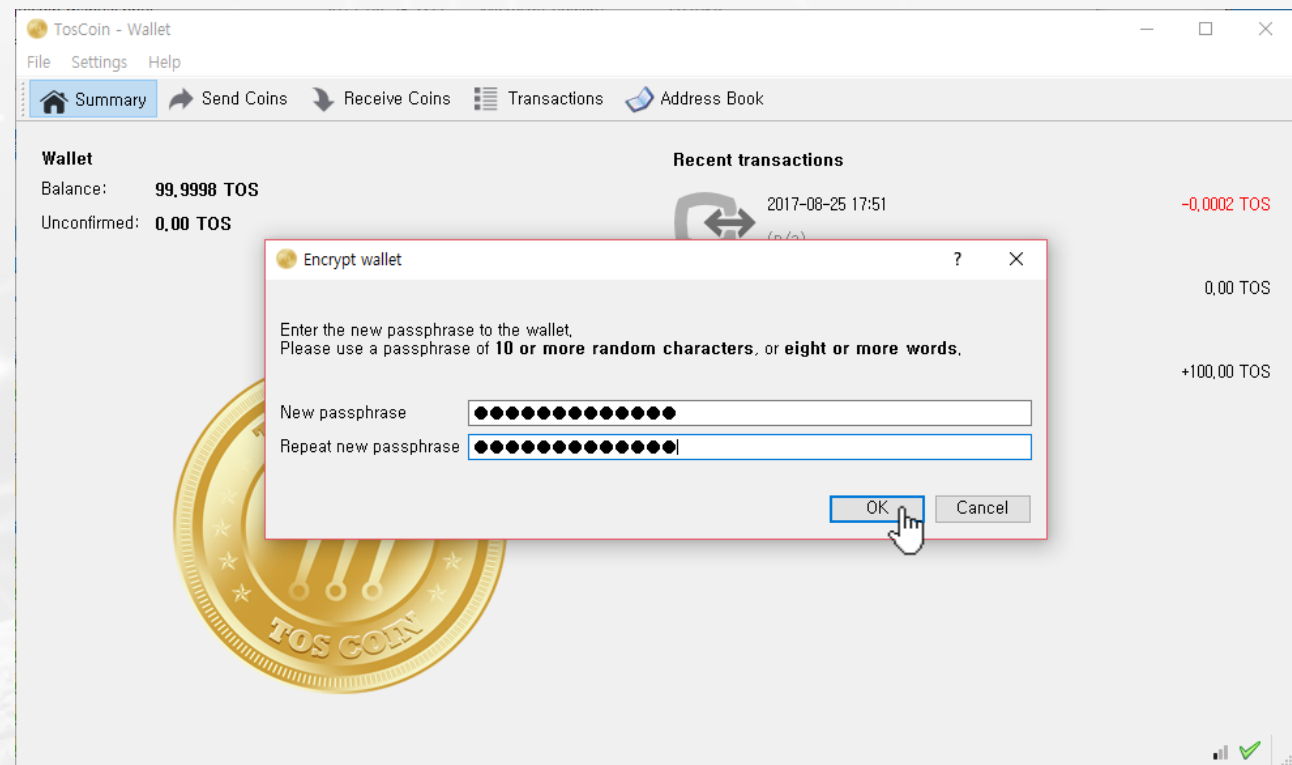 TosCoin - Wallet
File Settings Help
Summary Send Coins Receive Coins Transactions Address Book
Wallet
Balance: 99.9998 TOS
Unconfirmed: 0.00 TOS
Recent transactions
2017-08-25 17:51 -0.0002 TOS
(n/a)
0.00 TOS
+100.00 TOS
Encrypt wallet
Enter the new passphrase to the wallet.
Please use a passphrase of 10 or more random characters, or eight or more words.
New passphrase ●●●●●●●●●●●●●
Repeat new passphrase ●●●●●●●●●●●●●
OK Cancel
TOS COIN